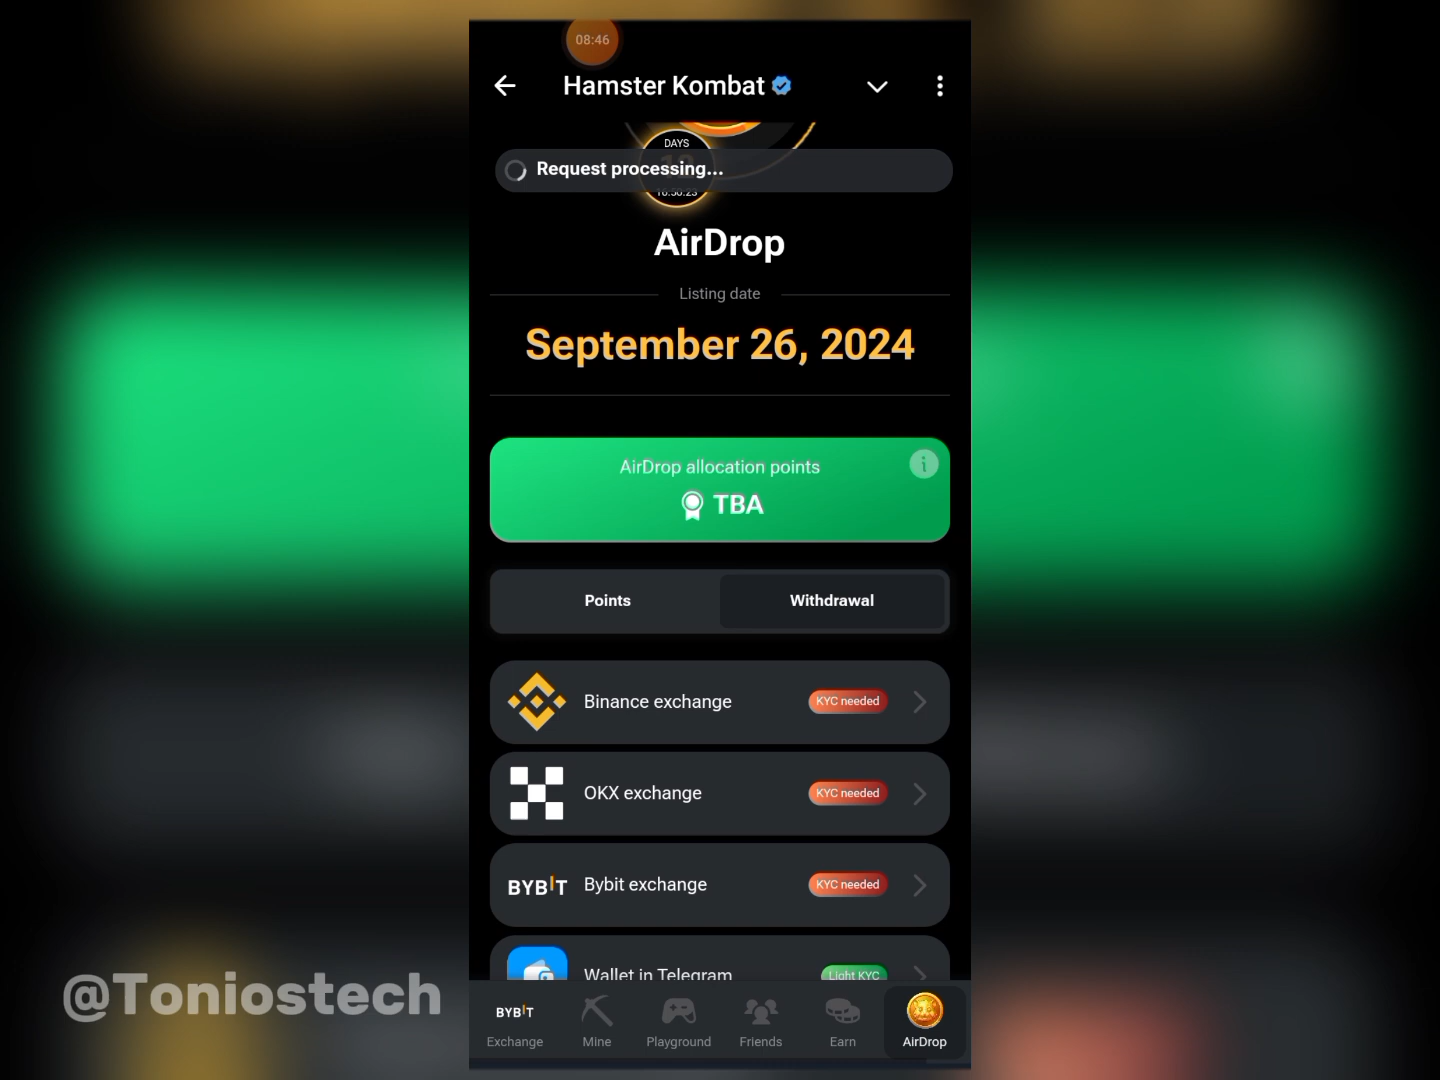 08:46
Hamster Kombat
DAYS
Request processing...
AirDrop
Listing date
September 26, 2024
AirDrop allocation points
TBA
Points
Withdrawal
Binance exchange
KYC needed
OKX exchange
KYC needed
BYBIT
Bybit exchange
KYC needed
Wallet in Telegram
Light KYC
@Toniostech
BYBIT
Exchange
Mine
Playground
Friends
Earn
AirDrop